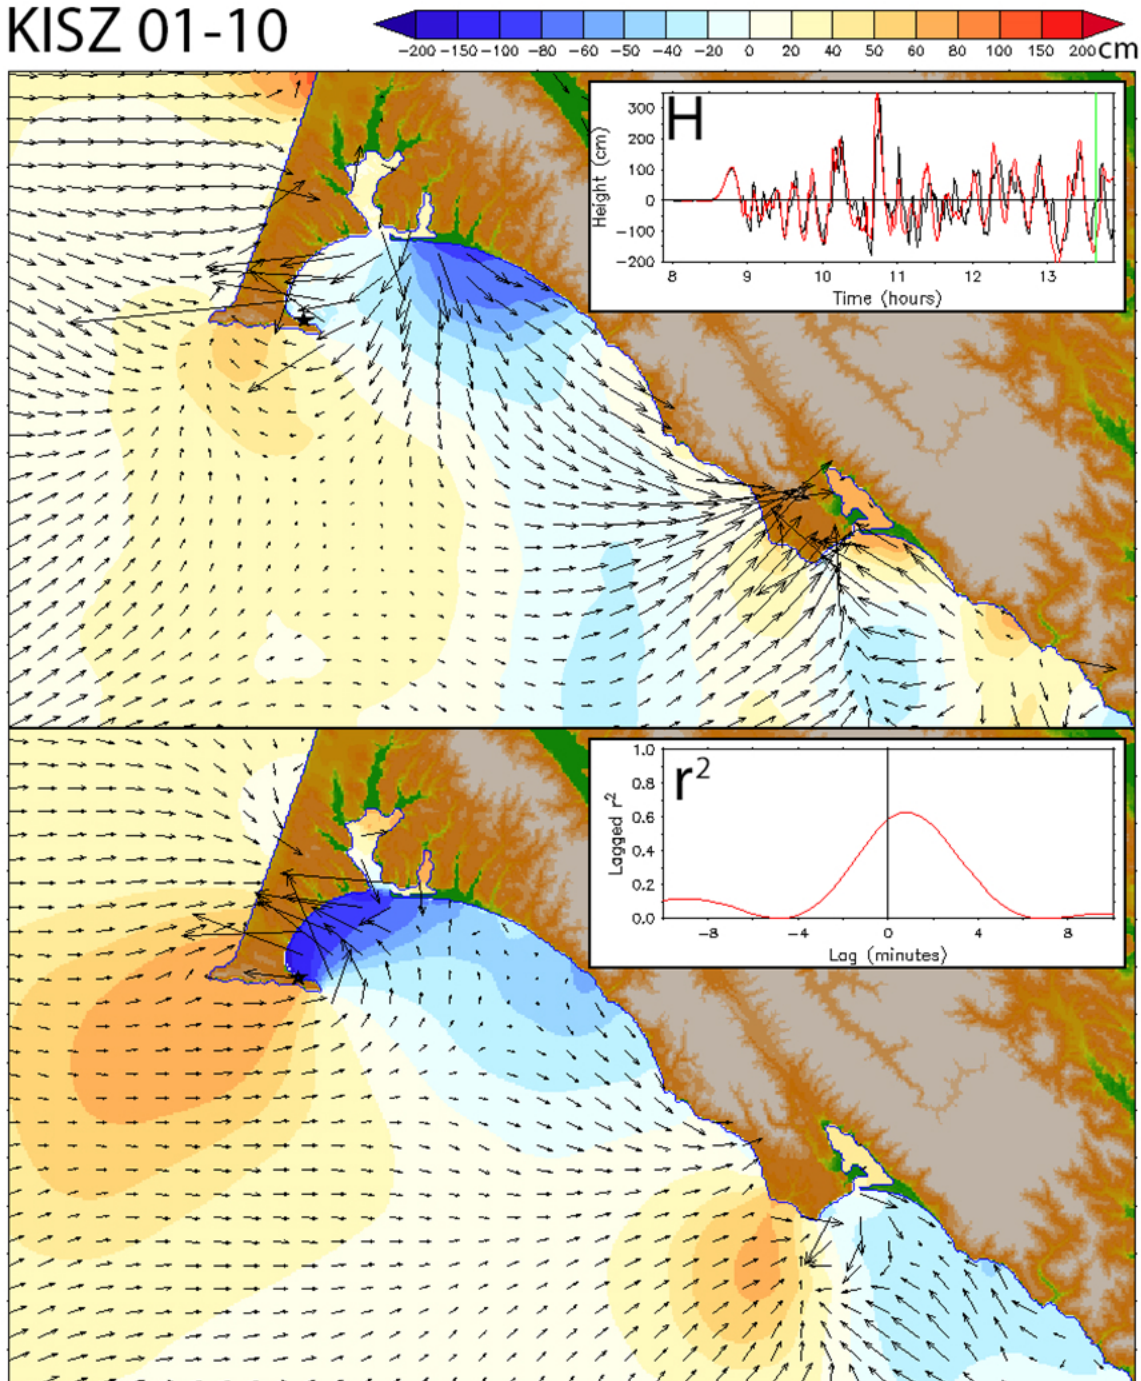 KISZ 01-10
−200 −150 −100 −80 −60 −50 −40 −20 0 20 40 50 60 80 100 150 200 cm
H
Height (cm)
300
200
100
0
−100
−200
8 9 10 11 12 13
Time (hours)
r²
Lagged r²
1.0
0.8
0.6
0.4
0.2
0.0
−8 −4 0 4 8
Lag (minutes)